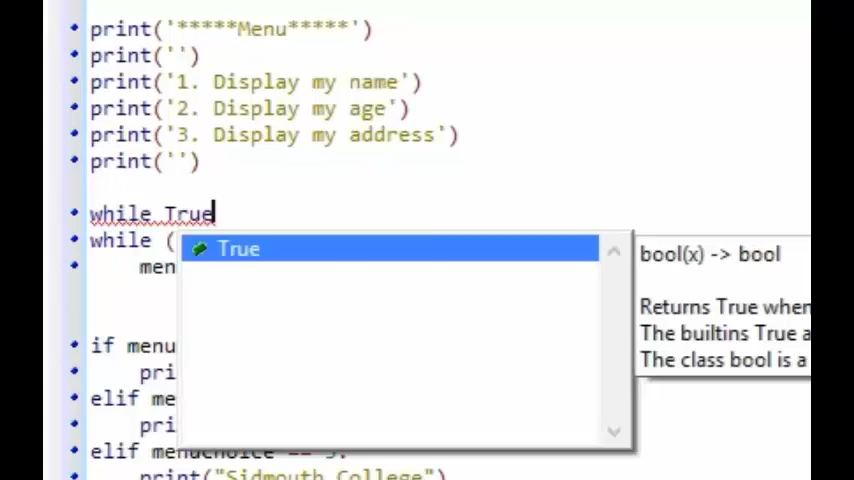 print('*****Menu*****')
print('')
print('1. Display my name')
print('2. Display my age')
print('3. Display my address')
print('')
while True
while (
men
True
bool(x) -> bool
Returns True when
The builtins True a
The class bool is a
if menu
pri
elif me
pri
elif menuchoice == 3:
print("Sidmouth College")